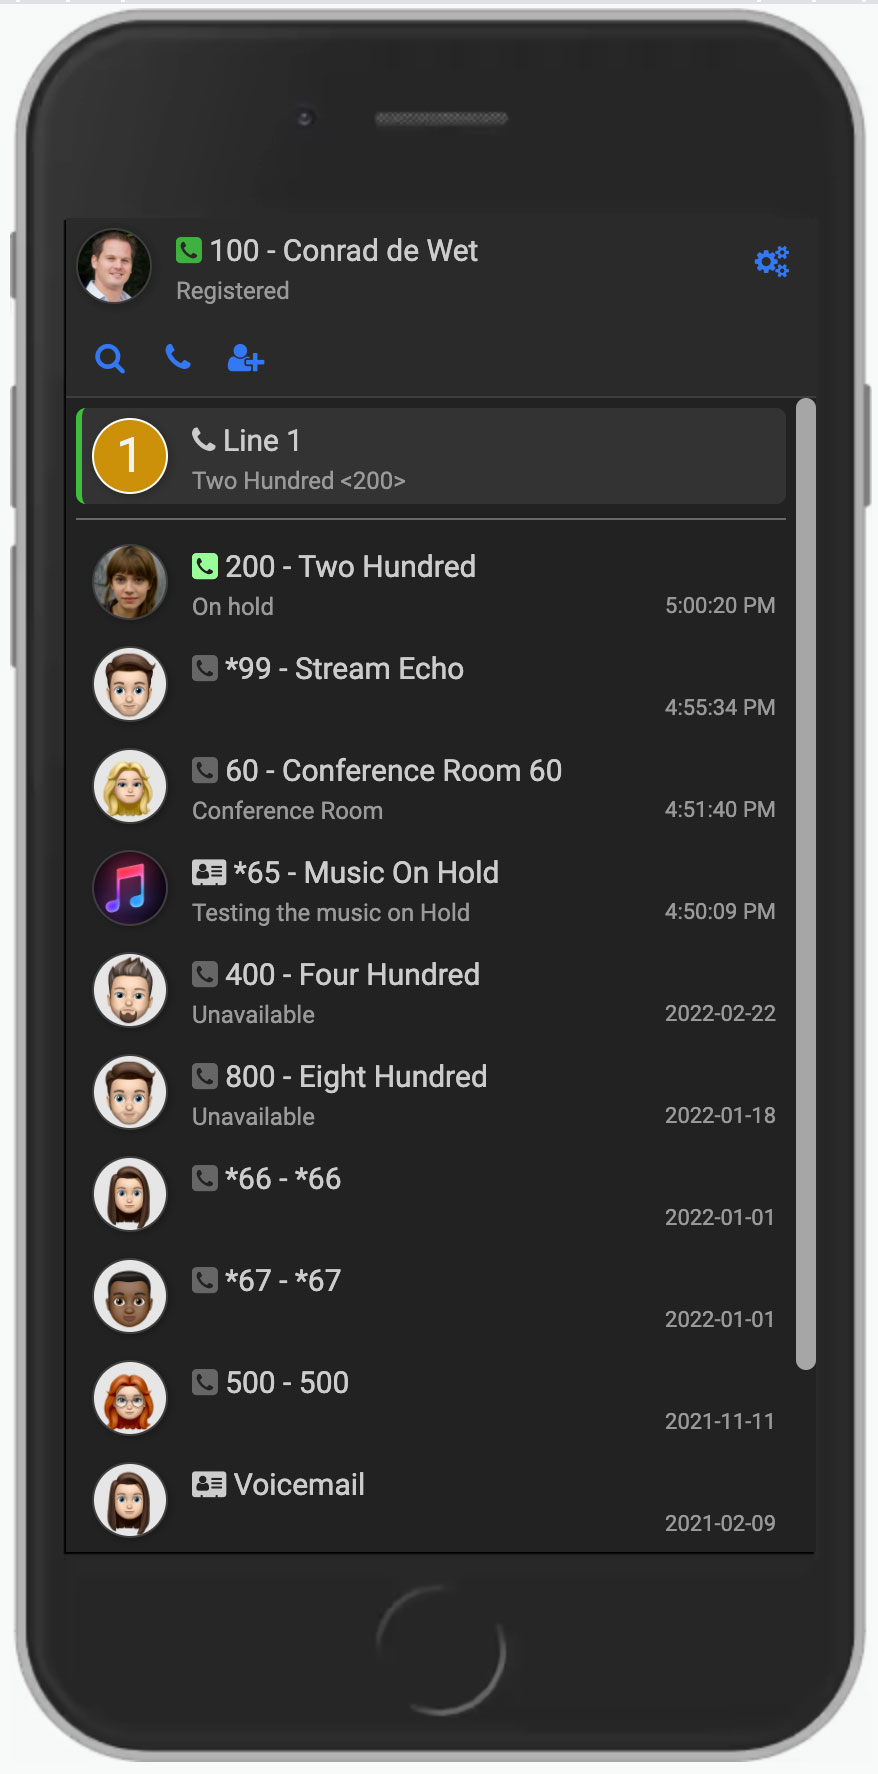 100 - Conrad de Wet
Registered
1
Line 1
Two Hundred <200>
200 - Two Hundred
On hold
5:00:20 PM
*99 - Stream Echo
4:55:34 PM
60 - Conference Room 60
Conference Room
4:51:40 PM
*65 - Music On Hold
Testing the music on Hold
4:50:09 PM
400 - Four Hundred
Unavailable
2022-02-22
800 - Eight Hundred
Unavailable
2022-01-18
*66 - *66
2022-01-01
*67 - *67
2022-01-01
500 - 500
2021-11-11
Voicemail
2021-02-09